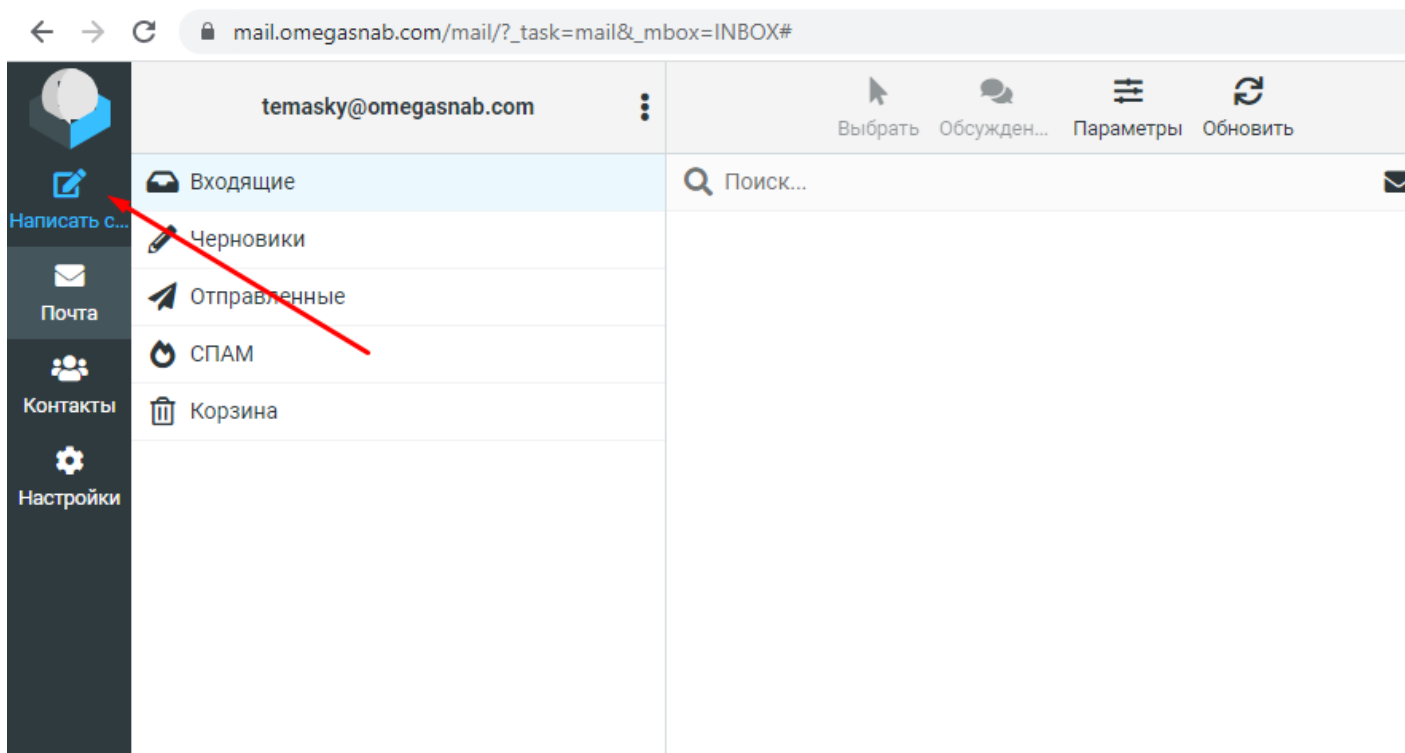 mail.omegasnab.com/mail/?_task=mail&_mbox=INBOX#
temasky@omegasnab.com
Выбрать
Обсужден...
Параметры
Обновить
Написать с...
Почта
Контакты
Настройки
Входящие
Черновики
Отправленные
СПАМ
Корзина
Поиск...